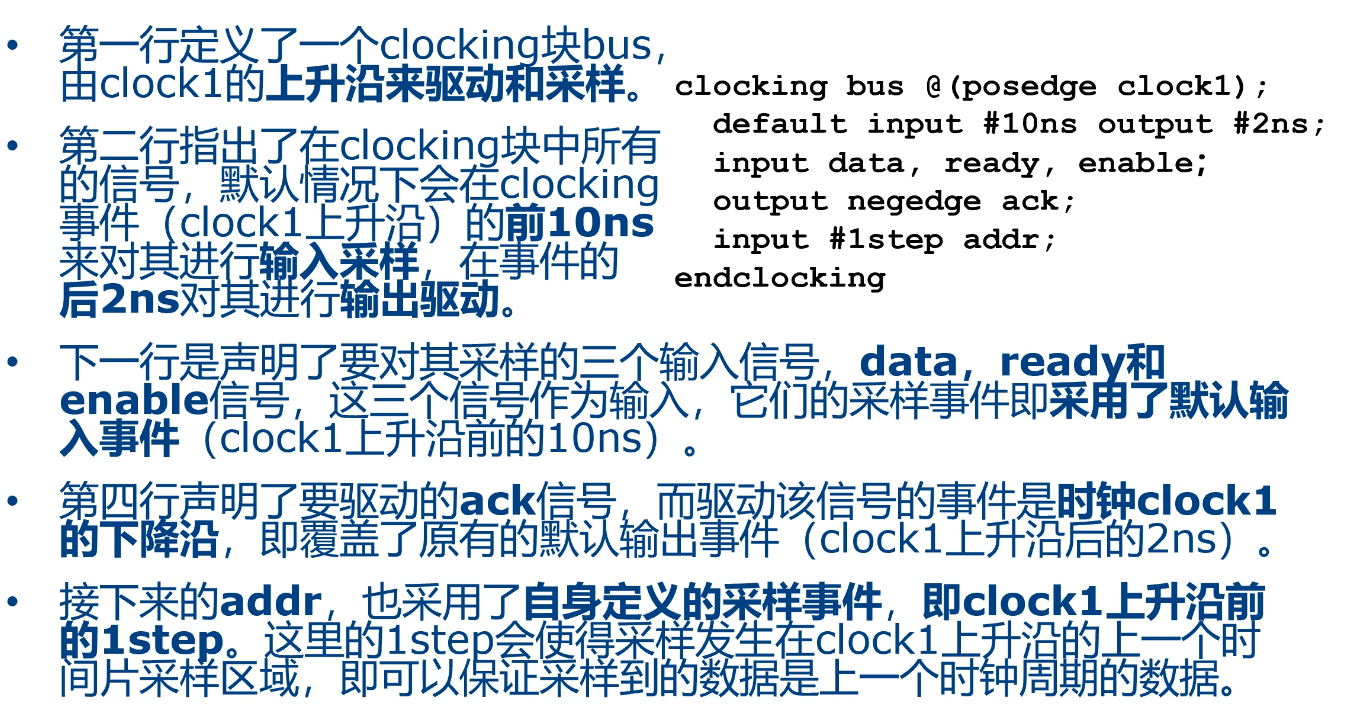 • 第一行定义了一个clocking块bus，
由clock1的上升沿来驱动和采样。
• 第二行指出了在clocking块中所有
的信号，默认情况下会在clocking
事件（clock1上升沿）的前10ns
来对其进行输入采样，在事件的
后2ns对其进行输出驱动。
clocking bus @(posedge clock1);
default input #10ns output #2ns;
input data, ready, enable;
output negedge ack;
input #1step addr;
endclocking
• 下一行是声明了要对其采样的三个输入信号，data，ready和
enable信号，这三个信号作为输入，它们的采样事件即采用了默认输
入事件（clock1上升沿前的10ns）。
• 第四行声明了要驱动的ack信号，而驱动该信号的事件是时钟clock1
的下降沿，即覆盖了原有的默认输出事件（clock1上升沿后的2ns）。
• 接下来的addr，也采用了自身定义的采样事件，即clock1上升沿前
的1step。这里的1step会使得采样发生在clock1上升沿的上一个时
间片采样区域，即可以保证采样到的数据是上一个时钟周期的数据。